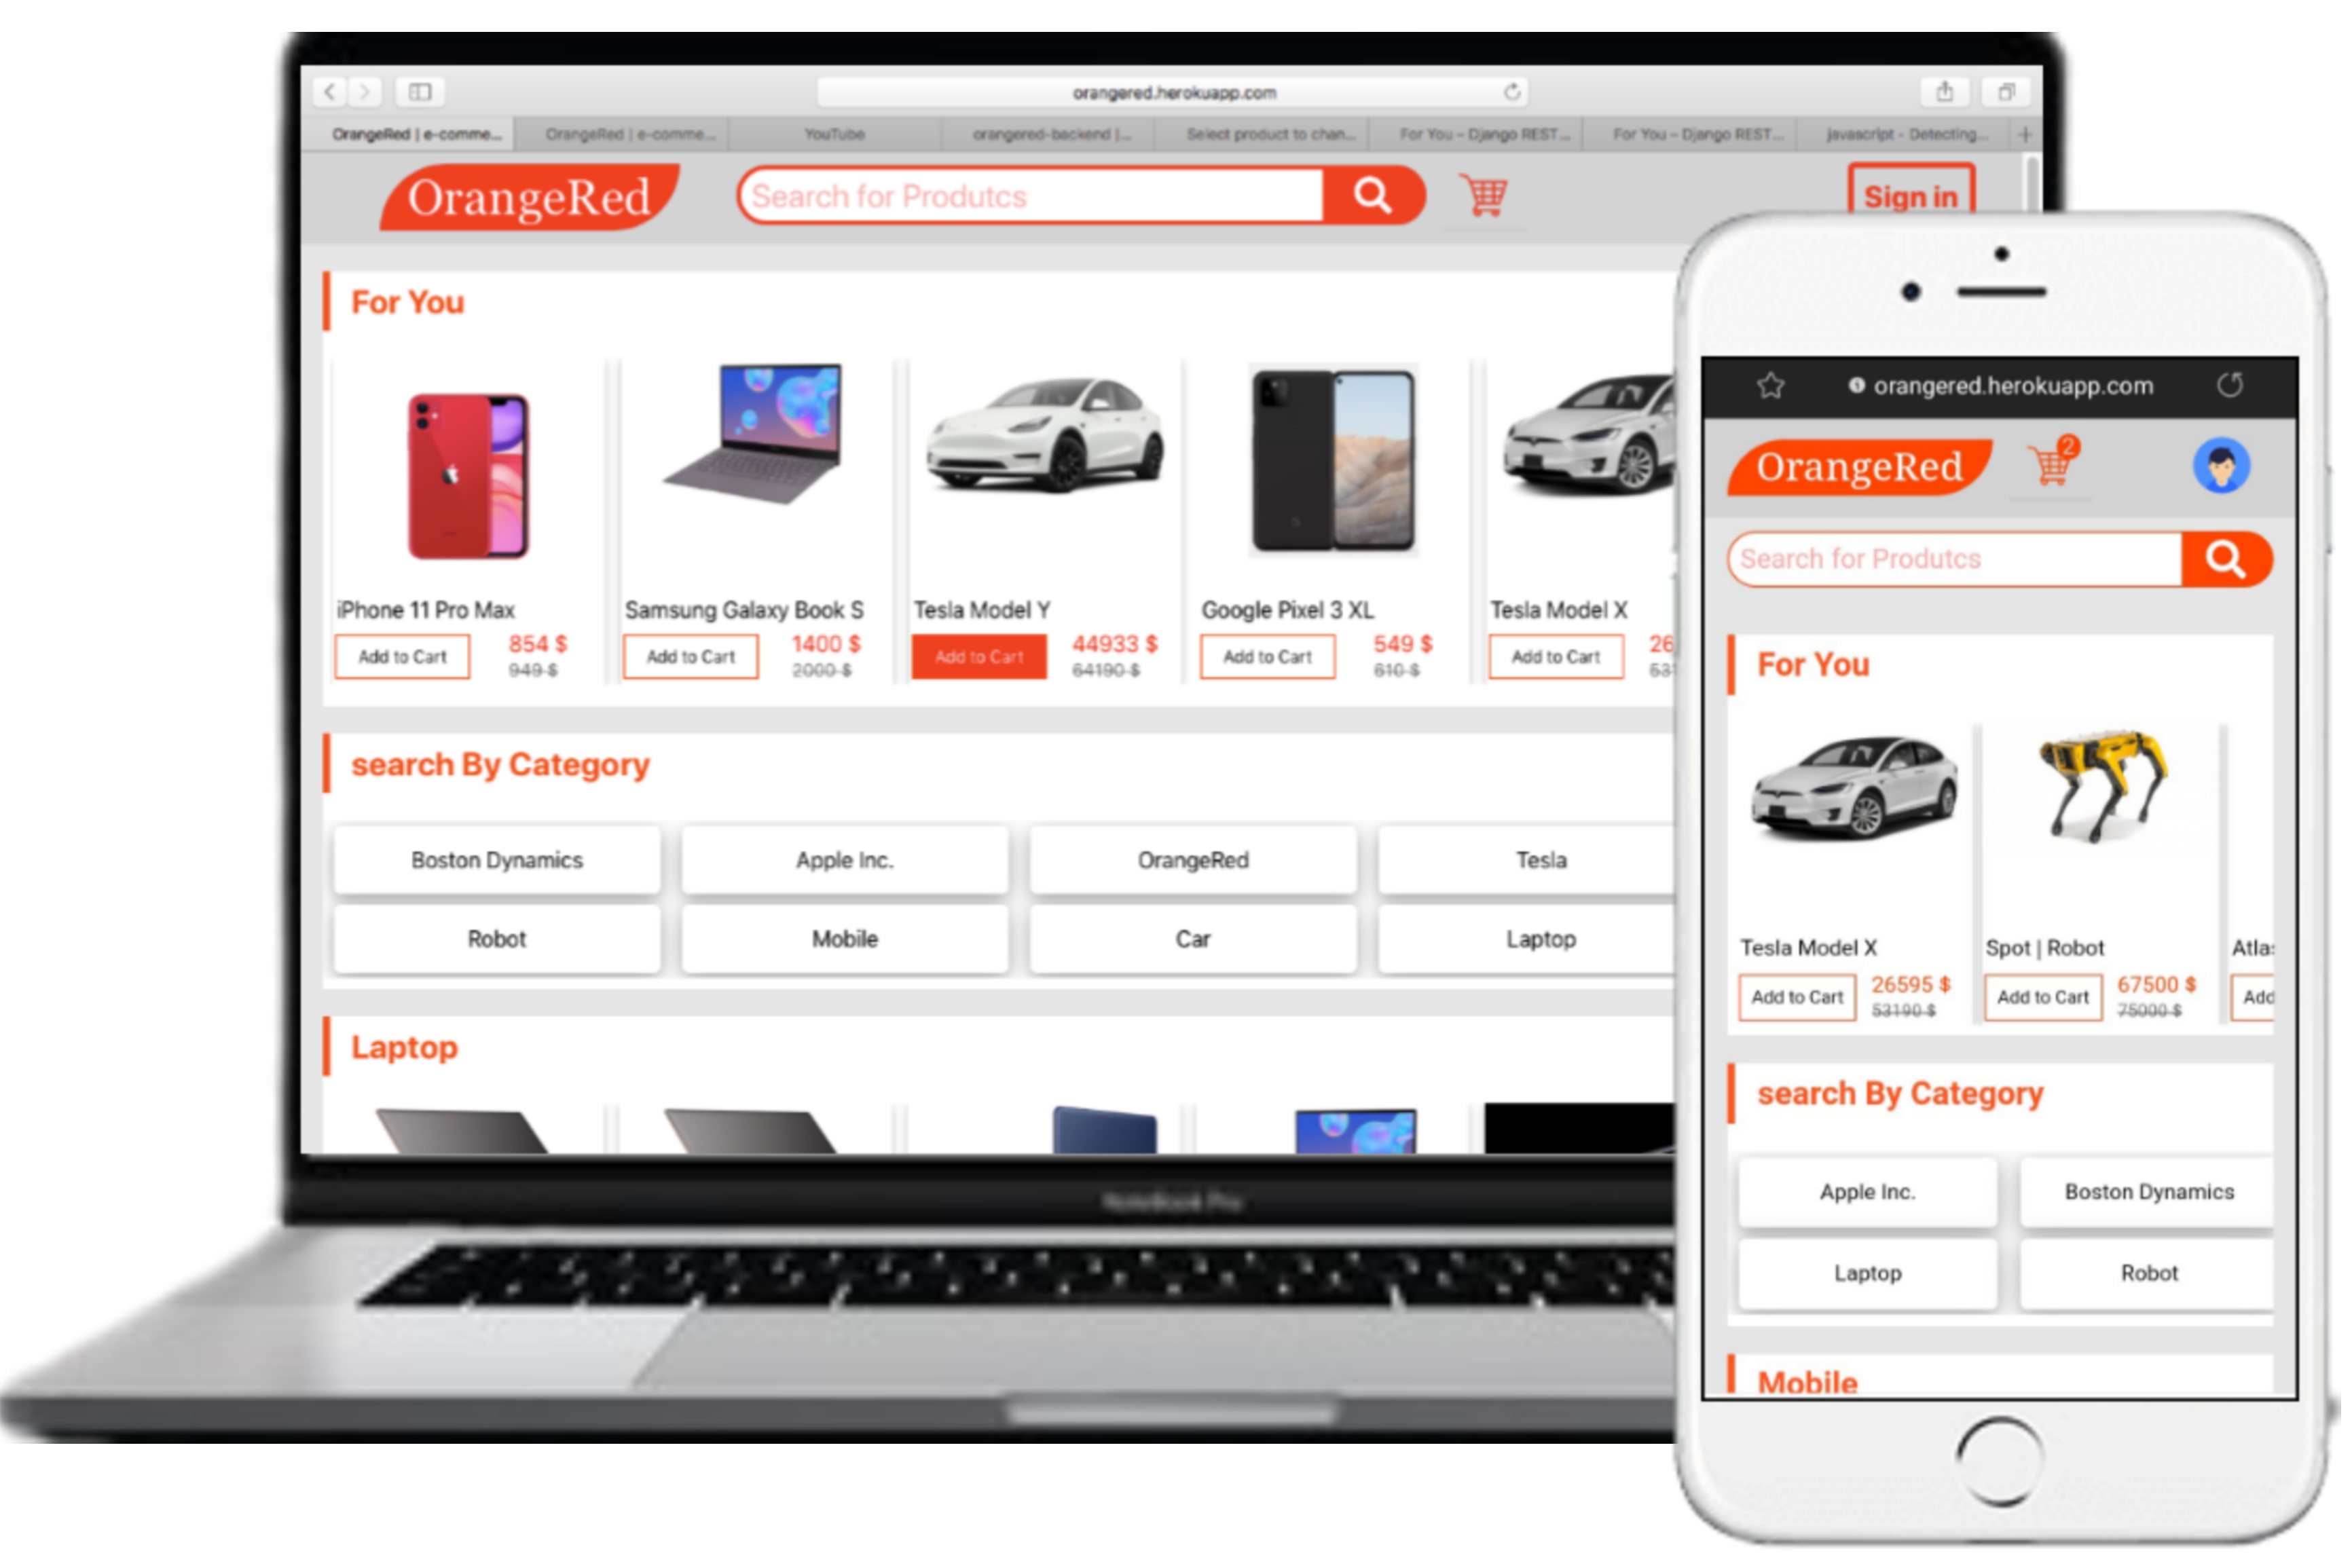 orangered.herokuapp.com
OrangeRed | e-comme... OrangeRed | e-comme... YouTube orangered-backend |... Select product to chan... For You – Django REST... For You – Django REST... javascript - Detecting...
OrangeRed Search for Produtcs Sign in
For You
iPhone 11 Pro Max Samsung Galaxy Book S Tesla Model Y Google Pixel 3 XL Tesla Model X
Add to Cart 854 $ Add to Cart 1400 $ Add to Cart 44933 $ Add to Cart 549 $ Add to Cart 26
949 $ 2000 $ 64190 $ 610 $ 53
search By Category
Boston Dynamics Apple Inc. OrangeRed Tesla
Robot Mobile Car Laptop
Laptop
orangered.herokuapp.com
OrangeRed 2
Search for Produtcs
For You
Tesla Model X Spot | Robot Atlas
Add to Cart 26595 $ Add to Cart 67500 $ Add
53190 $ 75000 $
search By Category
Apple Inc. Boston Dynamics
Laptop Robot
Mobile